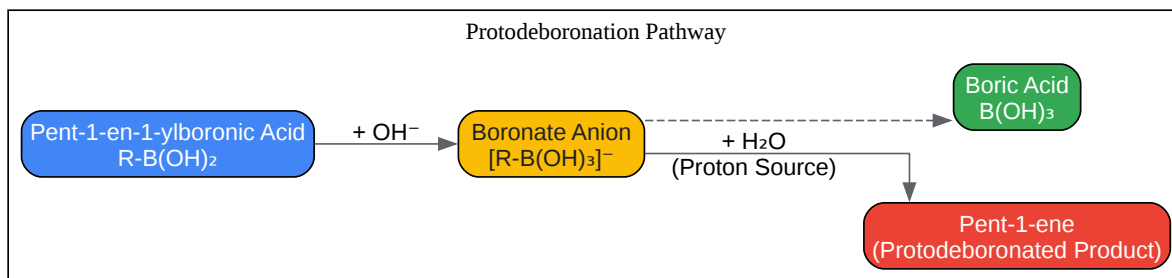 Protodeboronation Pathway
Pent-1-en-1-ylboronic Acid
R-B(OH)₂
+ OH⁻
Boronate Anion
[R-B(OH)₃]⁻
+ H₂O
(Proton Source)
Boric Acid
B(OH)₃
Pent-1-ene
(Protodeboronated Product)